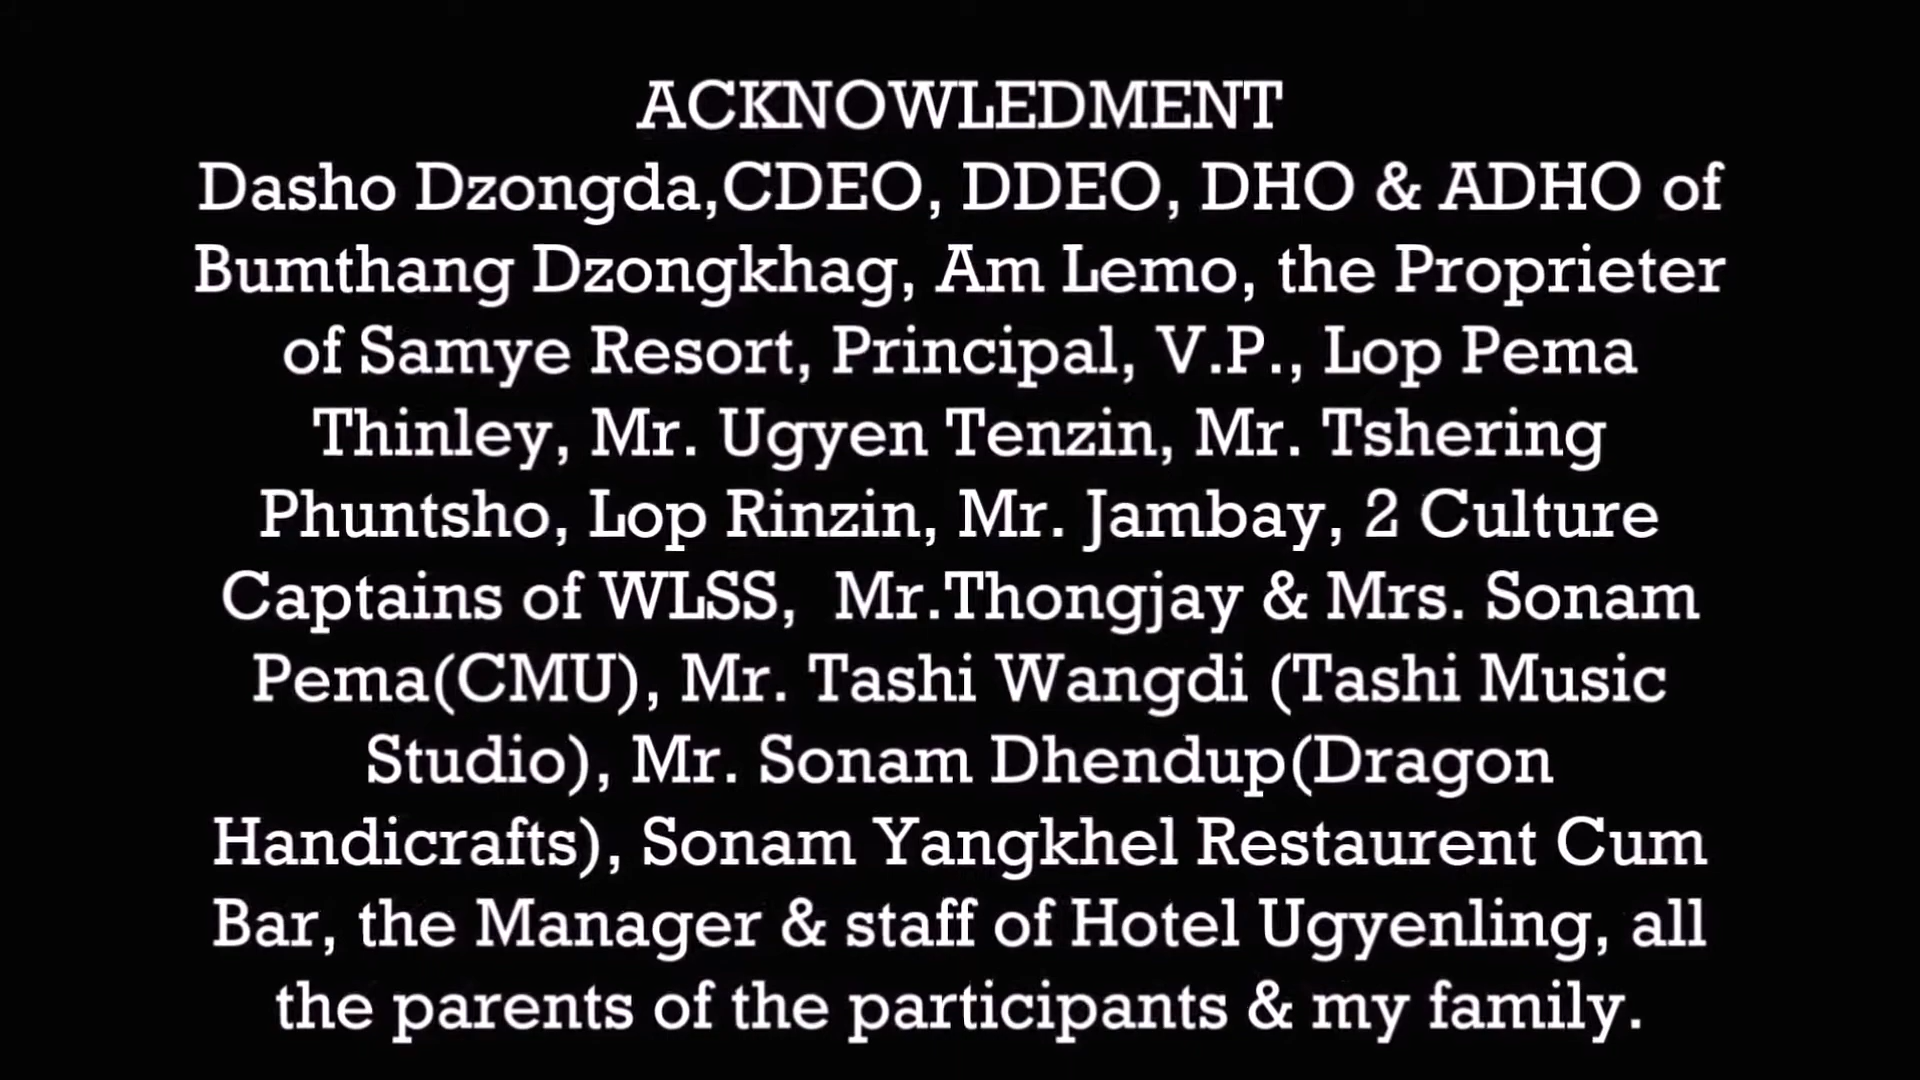 ACKNOWLEDMENT
Dasho Dzongda,CDEO, DDEO, DHO & ADHO of
Bumthang Dzongkhag, Am Lemo, the Proprieter
of Samye Resort, Principal, V.P., Lop Pema
Thinley, Mr. Ugyen Tenzin, Mr. Tshering
Phuntsho, Lop Rinzin, Mr. Jambay, 2 Culture
Captains of WLSS,  Mr.Thongjay & Mrs. Sonam
Pema(CMU), Mr. Tashi Wangdi (Tashi Music
Studio), Mr. Sonam Dhendup(Dragon
Handicrafts), Sonam Yangkhel Restaurent Cum
Bar, the Manager & staff of Hotel Ugyenling, all
the parents of the participants & my family.